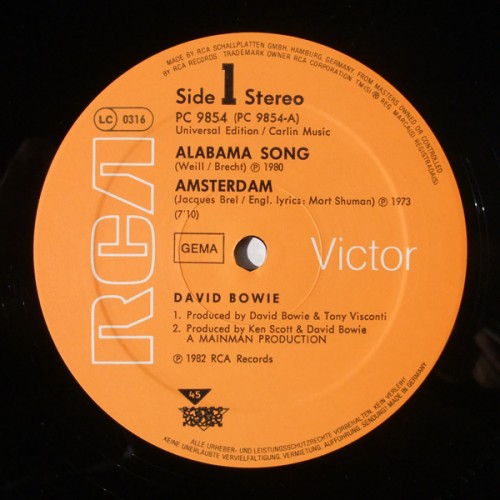 MADE BY RCA SCHALLPLATTEN GMBH, HAMBURG, GERMANY, FROM MASTERS OWNED OR CONTROLLED
BY RCA RECORDS · TRADEMARK OWNER RCA CORPORATION · TM(S) ® REG MARCA(S) REGISTRADA(S)
Side 1 Stereo
PC 9854 (PC 9854-A)
Universal Edition / Carlin Music
LC 0316
ALABAMA SONG
(Weill / Brecht) ℗ 1980
AMSTERDAM
(Jacques Brel / Engl. lyrics: Mort Shuman) ℗ 1973
(7'10)
RCA
GEMA
Victor
DAVID BOWIE
1. Produced by David Bowie & Tony Visconti
2. Produced by Ken Scott & David Bowie
A MAINMAN PRODUCTION
℗ 1982 RCA Records
45
ALLE URHEBER- UND LEISTUNGSSCHUTZRECHTE VORBEHALTEN. KEIN VERLEIH!
KEINE UNERLAUBTE VERVIELFÄLTIGUNG, VERMIETUNG, AUFFÜHRUNG, SENDUNG! MADE IN GERMANY